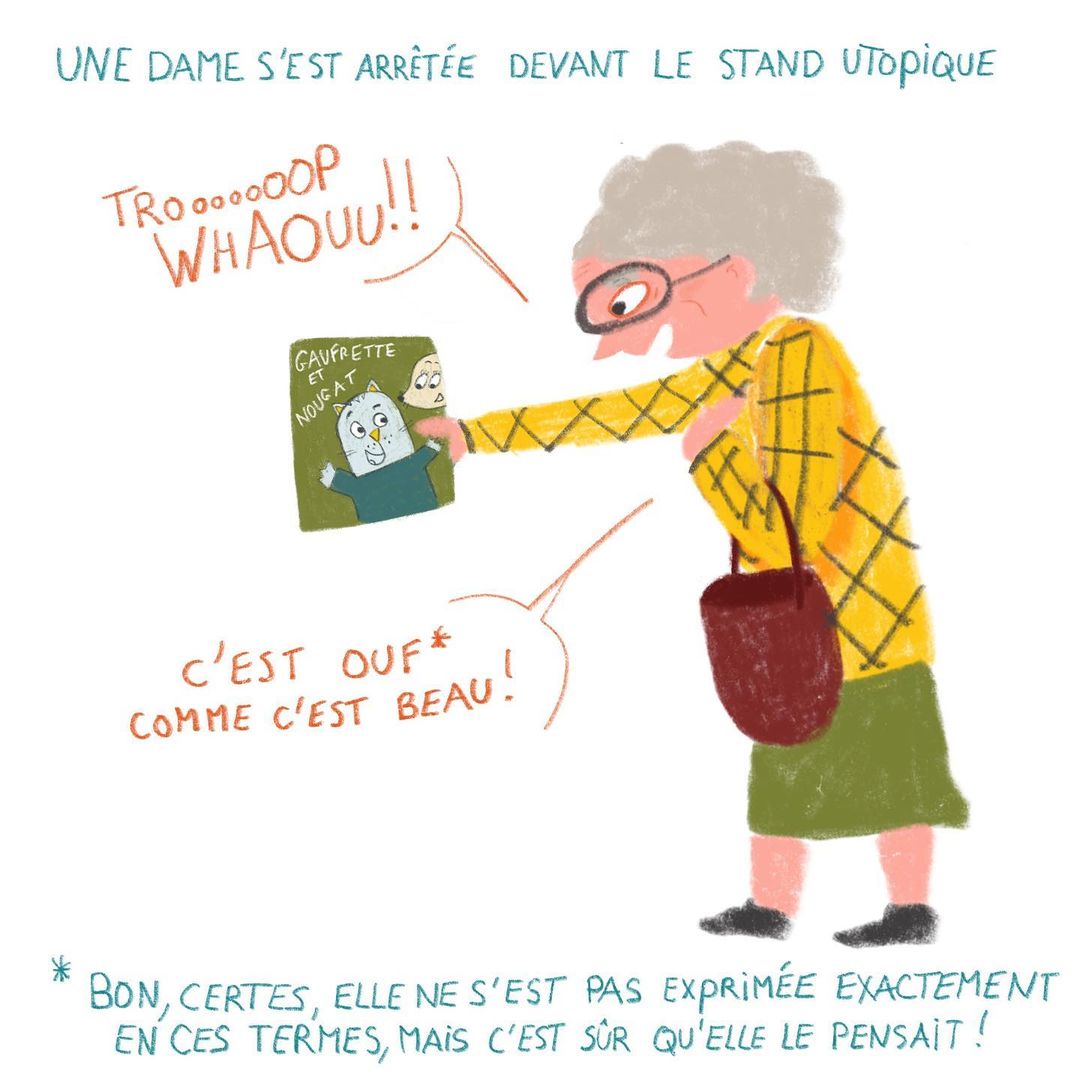 UNE DAME S'EST ARRÊTÉE DEVANT LE STAND UTOPIQUE
TROOOOOOOP
WHAOUU!!
GAUFRETTE
ET
NOUGAT
C'EST OUF*
COMME C'EST BEAU!
* BON, CERTES, ELLE NE S'EST PAS EXPRIMÉE EXACTEMENT
EN CES TERMES, MAIS C'EST SÛR QU'ELLE LE PENSAIT!